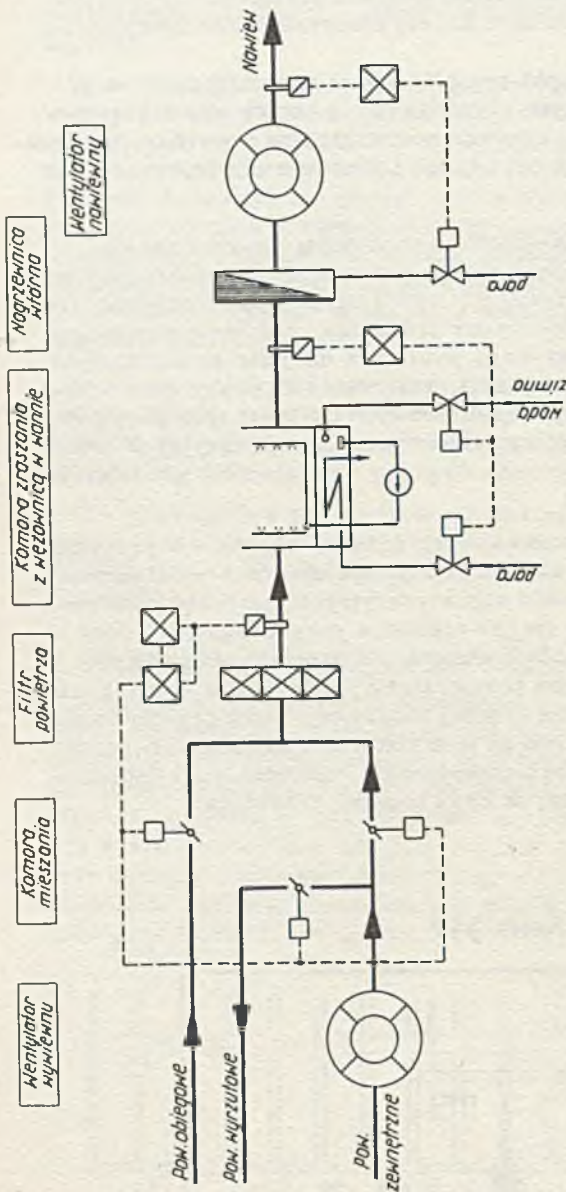 Wentylator
wywiewny
Komora
mieszania
Filtr
powietrza
Komora zraszania
z wężownicą w wannie
Nagrzewnica
wtórna
Wentylator
nawiewny
Pow. obiegowe
Pow. wyrzutowe
Pow.
zewnętrzne
para
woda
zimna
para
Nawiew